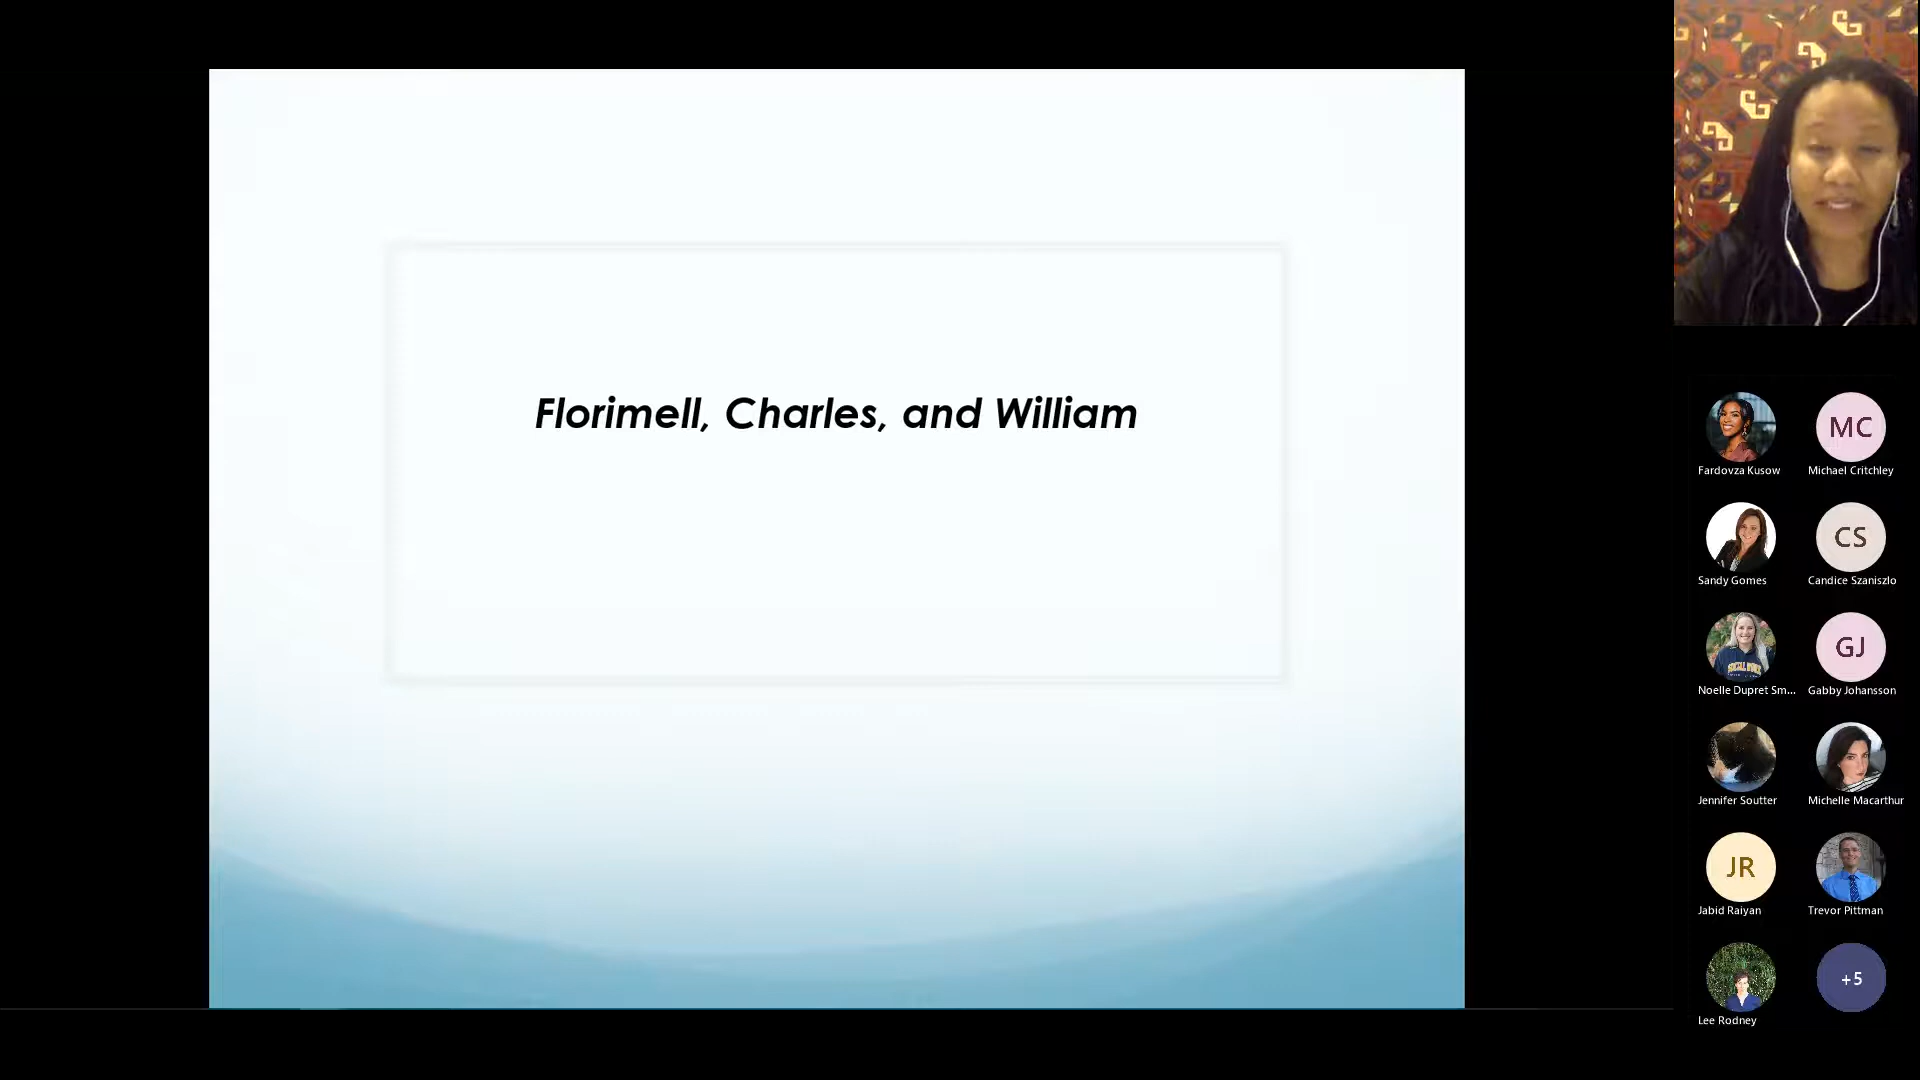 Florimell, Charles, and William
MC
Fardovza Kusow
Michael Critchley
CS
Sandy Gomes
Candice Szaniszlo
GJ
Noelle Dupret Sm...
Gabby Johansson
Jennifer Soutter
Michelle Macarthur
JR
Jabid Raiyan
Trevor Pittman
+5
Lee Rodney